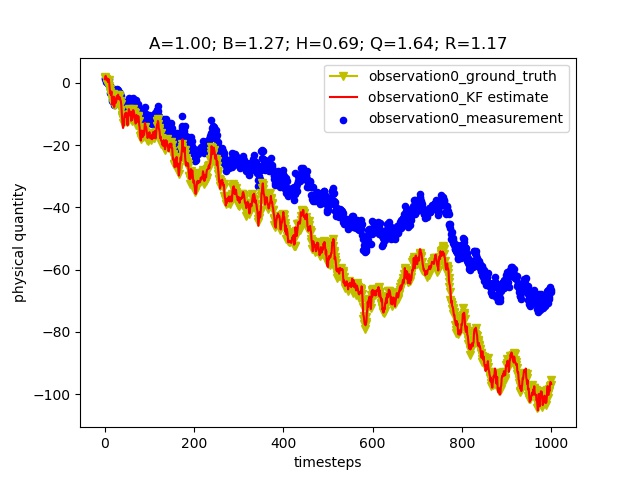 A=1.00; B=1.27; H=0.69; Q=1.64; R=1.17
observation0_ground_truth
observation0_KF estimate
observation0_measurement
physical quantity
0
−20
−40
−60
−80
−100
0 200 400 600 800 1000
timesteps